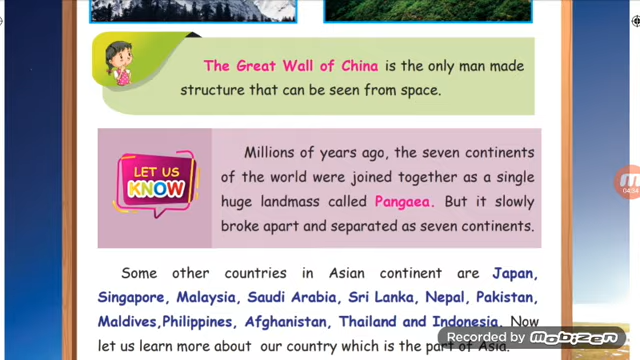 The Great Wall of China is the only man made
structure that can be seen from space.
LET US
KNOW
Millions of years ago, the seven continents
of the world were joined together as a single
huge landmass called Pangaea. But it slowly
broke apart and separated as seven continents.
Some other countries in Asian continent are Japan,
Singapore, Malaysia, Saudi Arabia, Sri Lanka, Nepal, Pakistan,
Maldives,Philippines, Afghanistan, Thailand and Indonesia. Now
let us learn more about our country which is the part of Asia.
M
04:54
Recorded by Mobizen